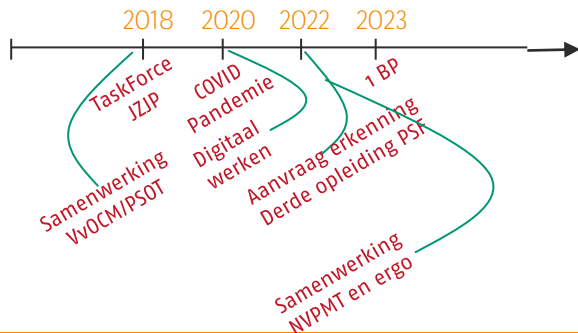 2018
2020
2022
2023
TaskForce
JZJP
COVID
Pandemie
1 BP
Digitaal
werken
Aanvraag erkenning
Derde opleiding PSF
Samenwerking
VvOCM/PSOT
Samenwerking
NVPMT en ergo